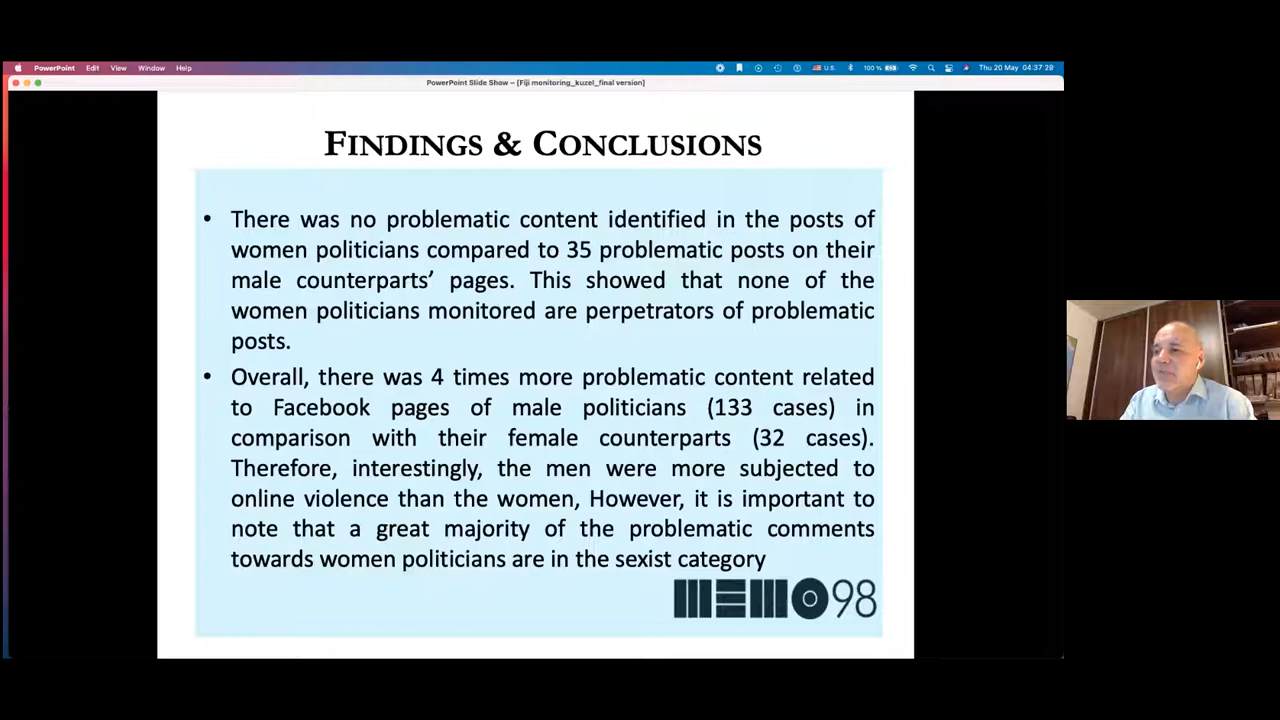 PowerPoint Edit View Window Help U.S. 100 % Thu 20 May 04:37 28
PowerPoint Slide Show – [Fiji monitoring_kuzel_final version]
FINDINGS & CONCLUSIONS
• There was no problematic content identified in the posts of
women politicians compared to 35 problematic posts on their
male counterparts’ pages. This showed that none of the
women politicians monitored are perpetrators of problematic
posts.
• Overall, there was 4 times more problematic content related
to Facebook pages of male politicians (133 cases) in
comparison with their female counterparts (32 cases).
Therefore, interestingly, the men were more subjected to
online violence than the women, However, it is important to
note that a great majority of the problematic comments
towards women politicians are in the sexist category
MEMO98